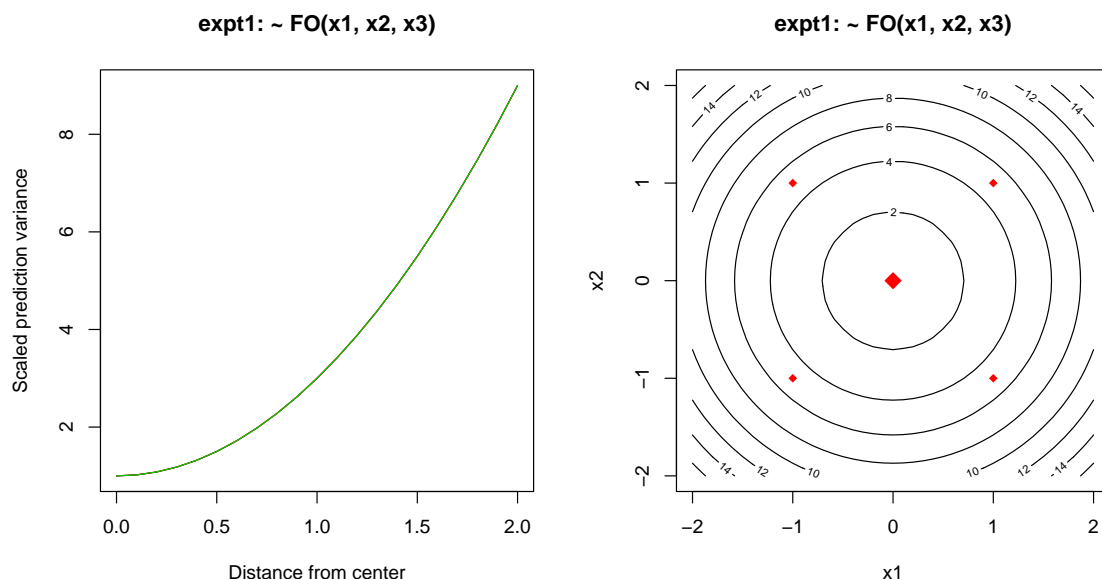 expt1: ~ FO(x1, x2, x3)
Scaled prediction variance
8
6
4
2
0.0 0.5 1.0 1.5 2.0
Distance from center
expt1: ~ FO(x1, x2, x3)
x2
2
1
0
−1
−2
14 12 10 8 10 12 14
6
4
2
14 12 10 10 12 14
−2 −1 0 1 2
x1